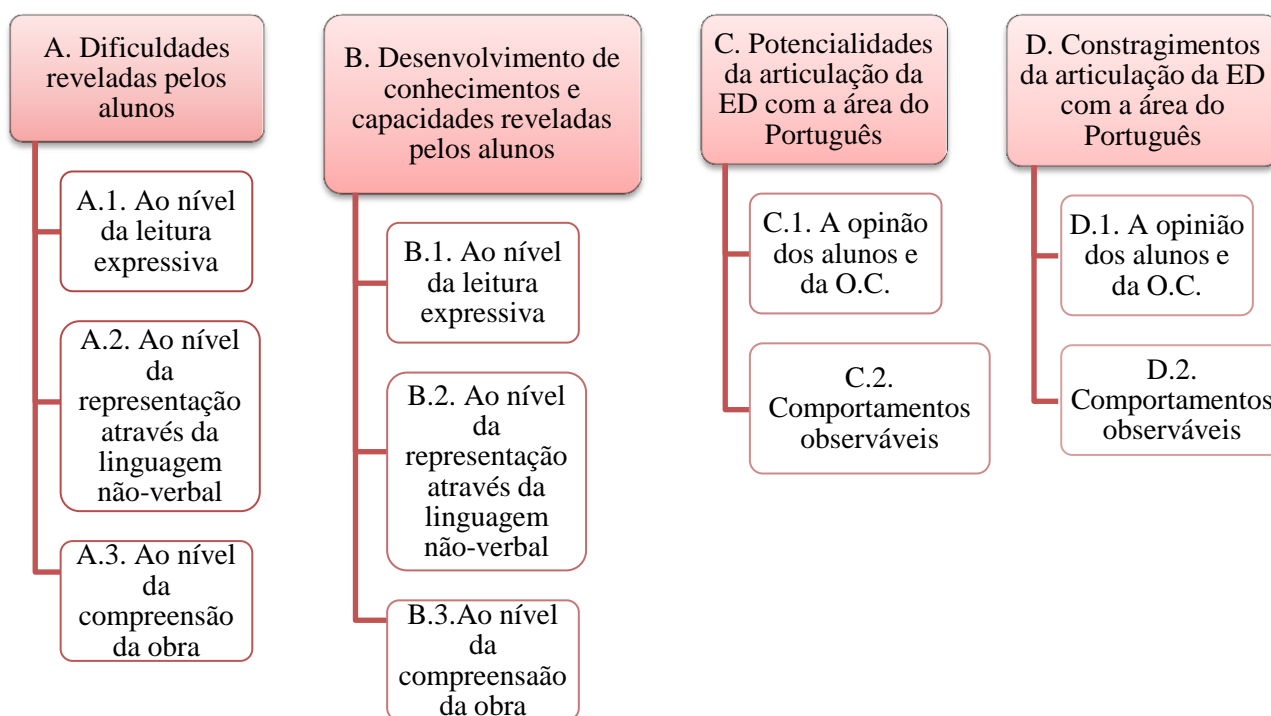 A. Dificuldades
reveladas pelos
alunos
A.1. Ao nível
da leitura
expressiva
A.2. Ao nível
da
representação
através da
linguagem
não-verbal
A.3. Ao nível
da
compreensão
da obra
B. Desenvolvimento de
conhecimentos e
capacidades reveladas
pelos alunos
B.1. Ao nível
da leitura
expressiva
B.2. Ao nível
da
representação
através da
linguagem
não-verbal
B.3.Ao nível
da
compreensaão
da obra
C. Potencialidades
da articulação da
ED com a área do
Português
C.1. A opinão
dos alunos e
da O.C.
C.2.
Comportamentos
observáveis
D. Constragimentos
da articulação da ED
com a área do
Português
D.1. A opinião
dos alunos e
da O.C.
D.2.
Comportamentos
observáveis